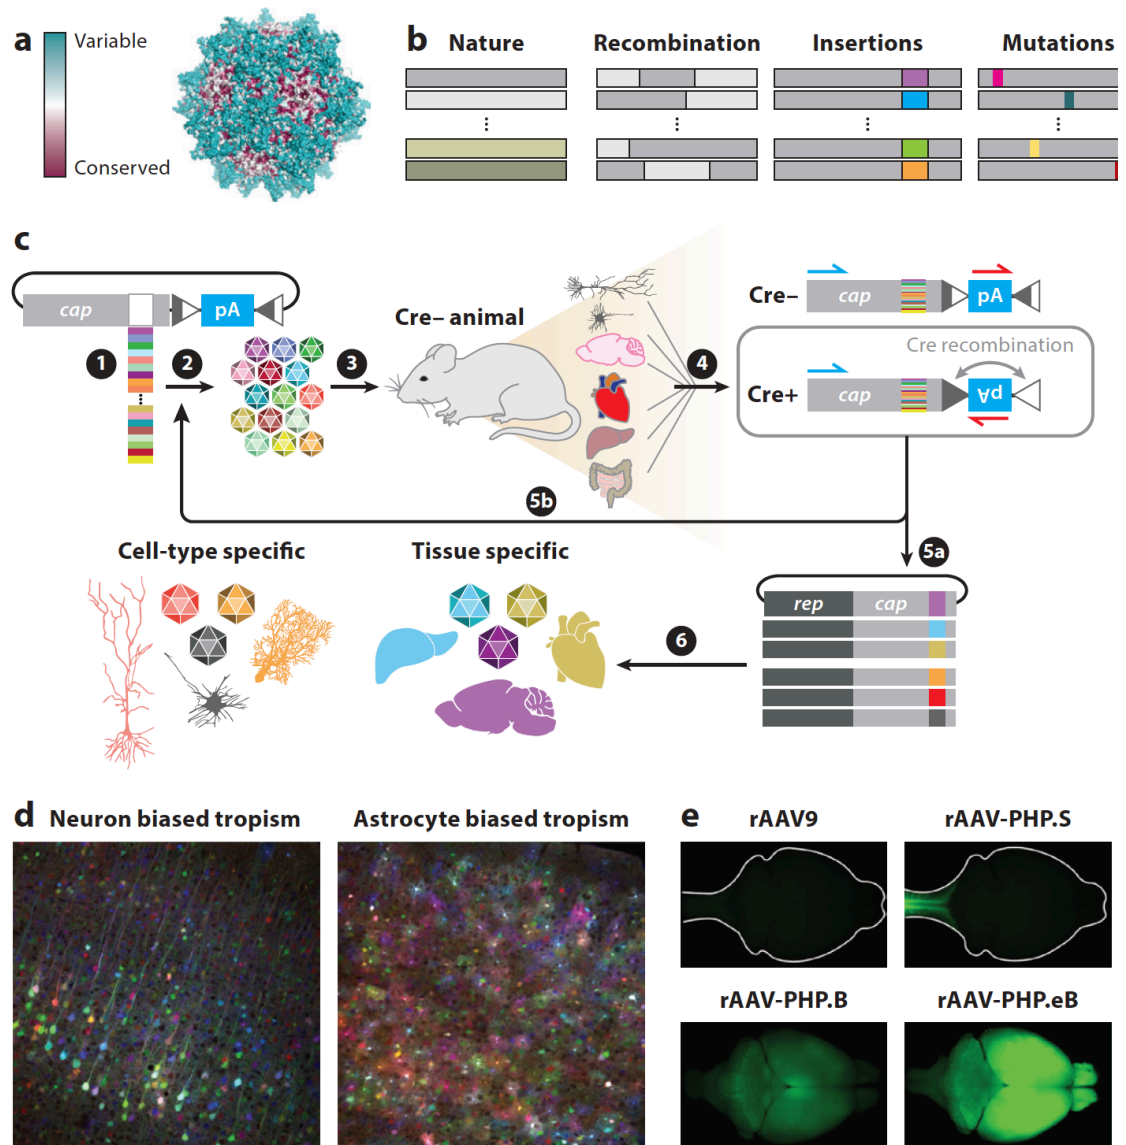 a
Variable
Conserved
b
Nature
Recombination
Insertions
Mutations
c
cap
pA
1
2
3
Cre– animal
4
Cre–
cap
pA
Cre recombination
Cre+
cap
pA
5b
5a
Cell-type specific
Tissue specific
rep
cap
6
d
Neuron biased tropism
Astrocyte biased tropism
e
rAAV9
rAAV-PHP.S
rAAV-PHP.B
rAAV-PHP.eB